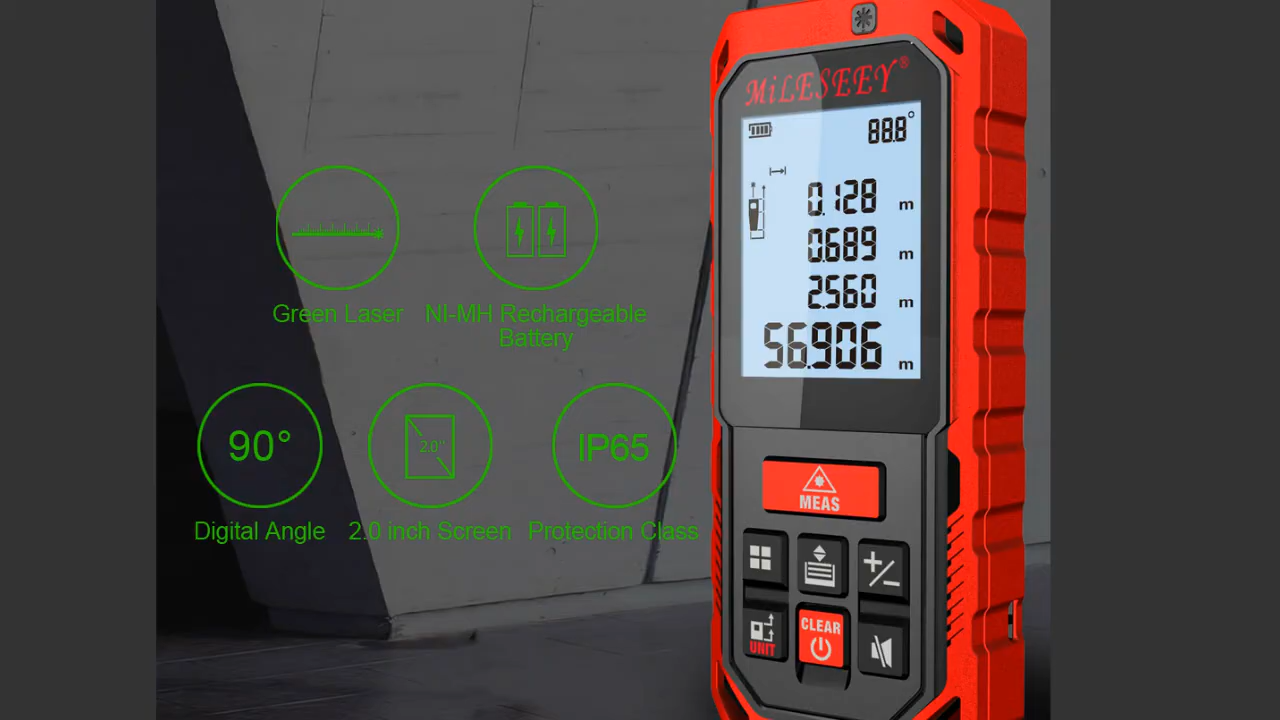 MiLESEEY®
88.8°
0.128 m
0.689 m
2.560 m
56.906 m
Green Laser
NI-MH Rechargeable
Battery
90°
2.0"
IP65
Digital Angle
2.0 inch Screen
Protection Class
MEAS
+/-
UNIT
CLEAR